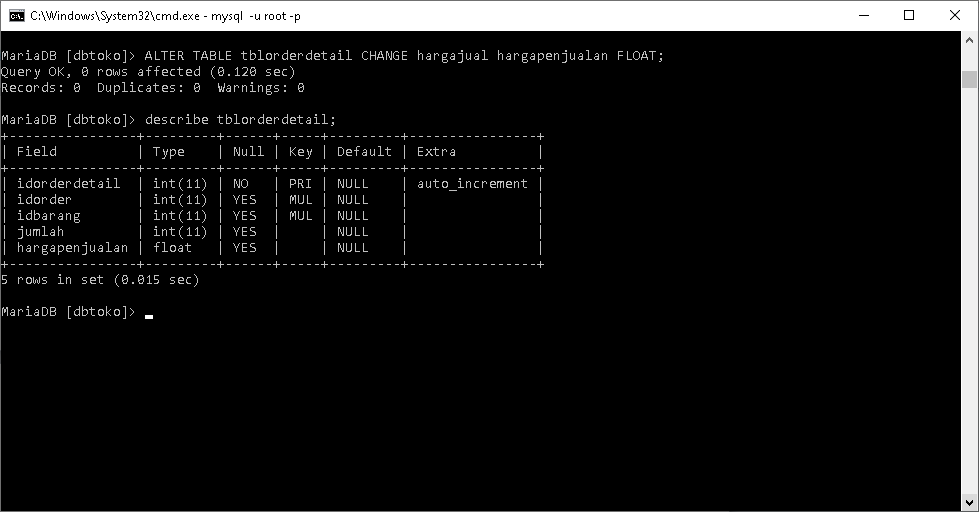 C:\Windows\System32\cmd.exe - mysql  -u root -p
MariaDB [dbtoko]> ALTER TABLE tblorderdetail CHANGE hargajual hargapenjualan FLOAT;
Query OK, 0 rows affected (0.120 sec)
Records: 0  Duplicates: 0  Warnings: 0
MariaDB [dbtoko]> describe tblorderdetail;
+----------------+---------+------+-----+---------+----------------+
| Field          | Type    | Null | Key | Default | Extra          |
+----------------+---------+------+-----+---------+----------------+
| idorderdetail  | int(11) | NO   | PRI | NULL    | auto_increment |
| idorder        | int(11) | YES  | MUL | NULL    |                |
| idbarang       | int(11) | YES  | MUL | NULL    |                |
| jumlah         | int(11) | YES  |     | NULL    |                |
| hargapenjualan | float   | YES  |     | NULL    |                |
+----------------+---------+------+-----+---------+----------------+
5 rows in set (0.015 sec)
MariaDB [dbtoko]>